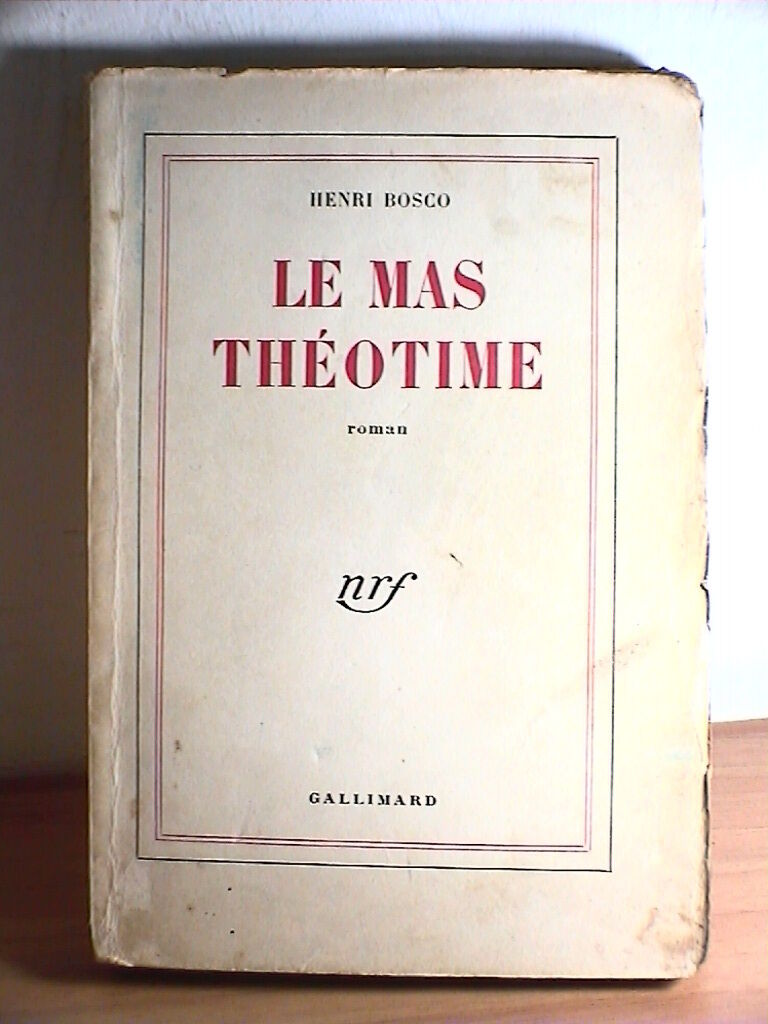 HENRI BOSCO
LE MAS
THÉOTIME
roman
nrf
GALLIMARD